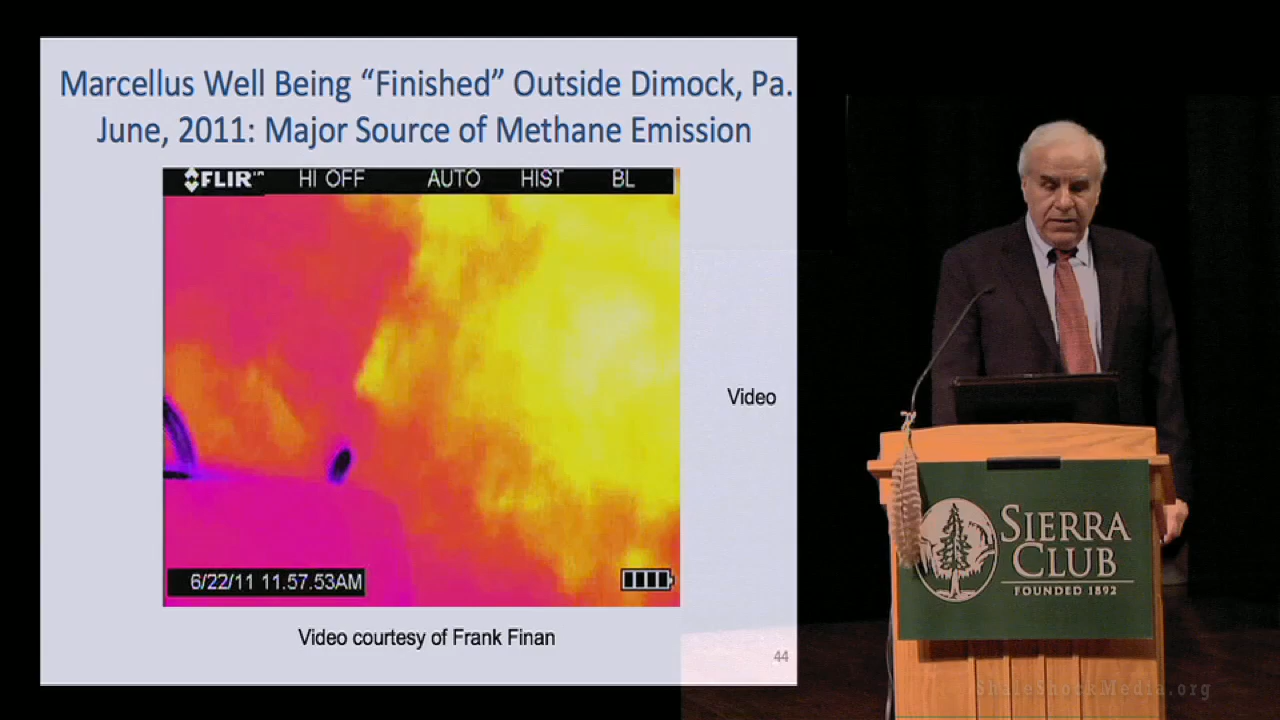 Marcellus Well Being “Finished” Outside Dimock, Pa.
June, 2011: Major Source of Methane Emission
FLIR™ HI OFF AUTO HIST BL
6/22/11 11.57.53AM
Video
Video courtesy of Frank Finan
44
SIERRA
CLUB
FOUNDED 1892
ShaleShockMedia.org